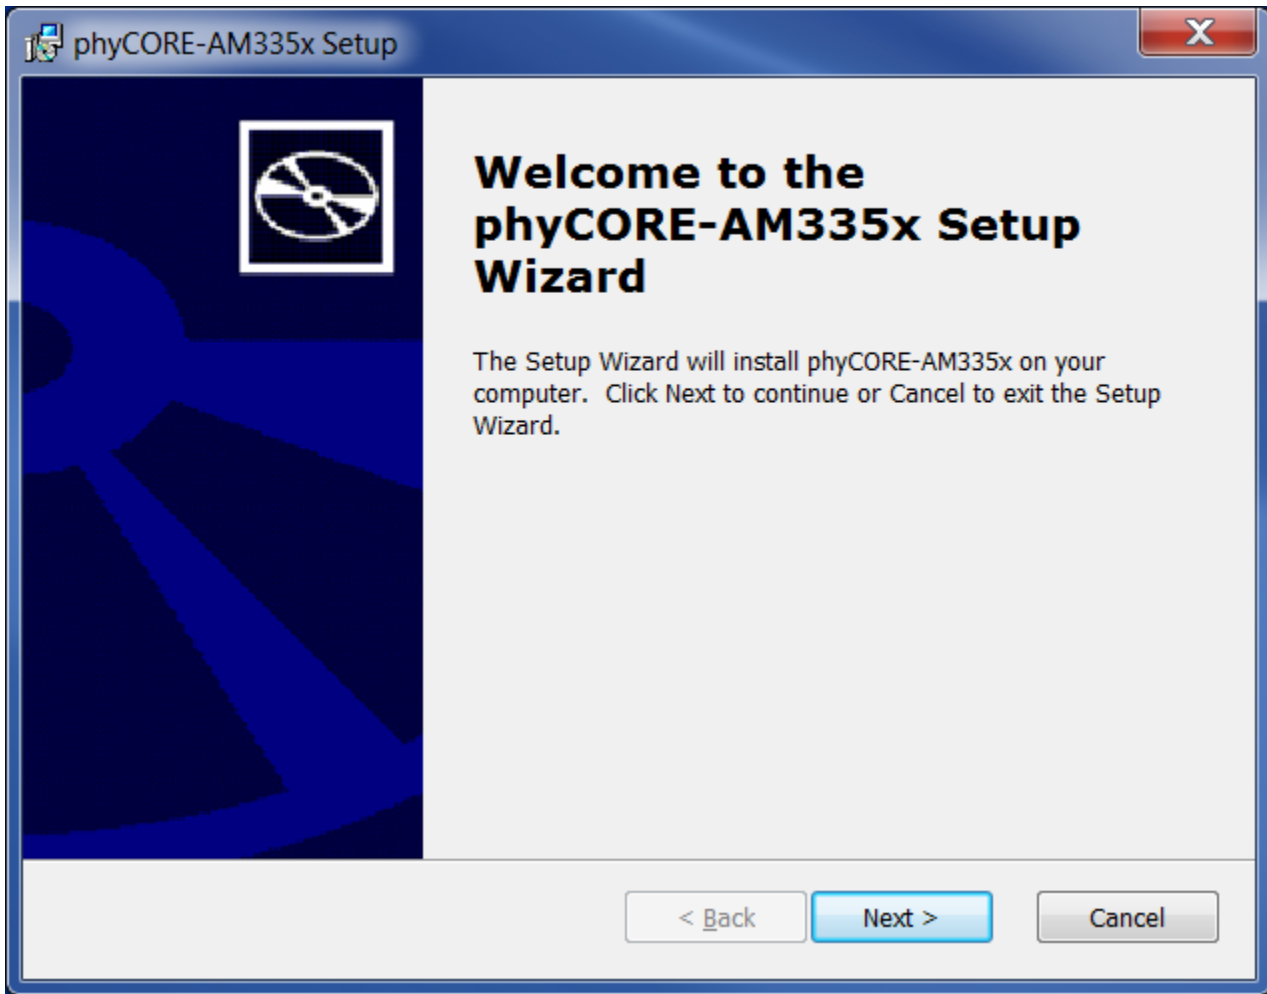 phyCORE-AM335x Setup
Welcome to the
phyCORE-AM335x Setup
Wizard
The Setup Wizard will install phyCORE-AM335x on your
computer.  Click Next to continue or Cancel to exit the Setup
Wizard.
< Back
Next >
Cancel